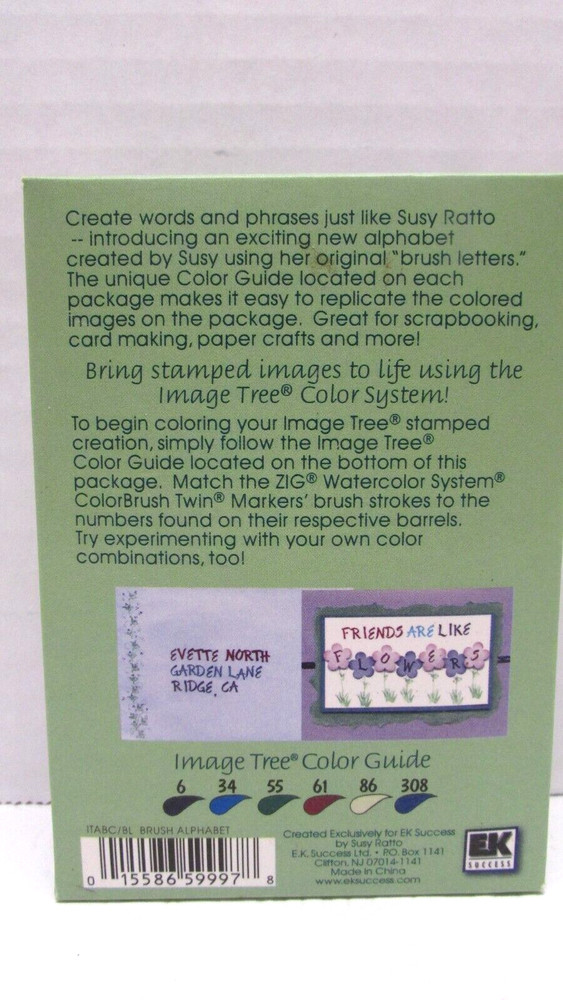 Create words and phrases just like Susy Ratto
-- introducing an exciting new alphabet
created by Susy using her original "brush letters."
The unique Color Guide located on each
package makes it easy to replicate the colored
images on the package. Great for scrapbooking,
card making, paper crafts and more!
Bring stamped images to life using the
Image Tree® Color System!
To begin coloring your Image Tree® stamped
creation, simply follow the Image Tree®
Color Guide located on the bottom of this
package. Match the ZIG® Watercolor System®
ColorBrush Twin® Markers' brush strokes to the
numbers found on their respective barrels.
Try experimenting with your own color
combinations, too!
EVETTE NORTH
GARDEN LANE
RIDGE, CA
FRIENDS ARE LIKE
FLOWERS
Image Tree® Color Guide
6 34 55 61 86 308
ITABC/BL BRUSH ALPHABET
0 15586 59997 8
Created Exclusively for EK Success
by Susy Ratto
E.K. Success Ltd. • P.O. Box 1141
Clifton, NJ 07014-1141
Made in China
www.eksuccess.com
EK
SUCCESS